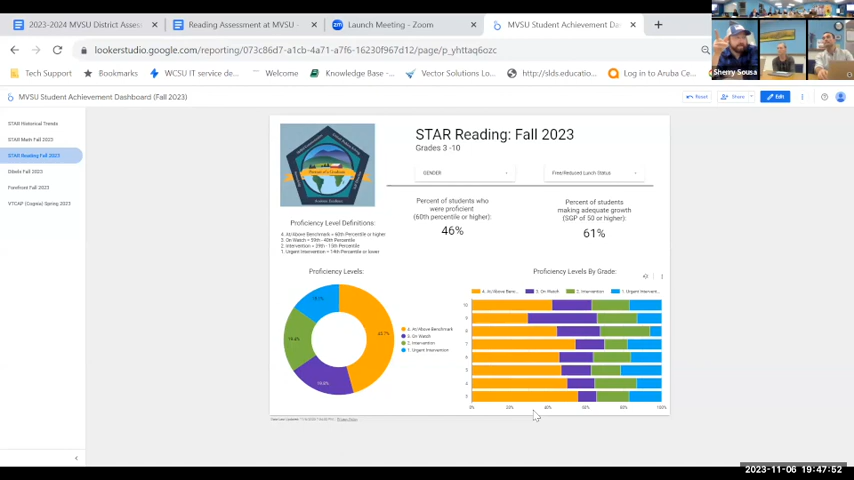 2023-2024 MVSU District Asses
Reading Assessment at MVSU -
Launch Meeting - Zoom
MVSU Student Achievement Das
lookerstudio.google.com/reporting/073c86d7-a1cb-4a71-a7f6-16230f967d12/page/p_yhttaq6ozc
Tech Support
Bookmarks
WCSU IT service de...
Welcome
Knowledge Base -...
Vector Solutions Lo...
http://slds.educatio...
Log in to Aruba Ce...
Sherry Sousa
MVSU Student Achievement Dashboard (Fall 2023)
Reset
Share
Edit
STAR Historical Trends
STAR Math Fall 2023
STAR Reading Fall 2023
Dibels Fall 2023
Forefront Fall 2023
VTCAP (Cognia) Spring 2023
STAR Reading: Fall 2023
Grades 3 -10
GENDER
Free/Reduced Lunch Status
Percent of students who
were proficient
(60th percentile or higher):
46%
Percent of students
making adequate growth
(SGP of 50 or higher):
61%
Proficiency Level Definitions:
4. At/Above Benchmark = 60th Percentile or higher
3. On Watch = 59th - 40th Percentile
2. Intervention = 29th - 15th Percentile
1. Urgent Intervention = 14th Percentile or lower
Proficiency Levels:
4. At/Above Benchmark
3. On Watch
2. Intervention
1. Urgent Intervention
Proficiency Levels By Grade:
4. At/Above Benc...
3. On Watch
2. Intervention
1. Urgent Intervent...
10
9
8
7
6
5
4
3
0%
20%
40%
60%
80%
100%
Privacy Policy
2023-11-06 19:47:52